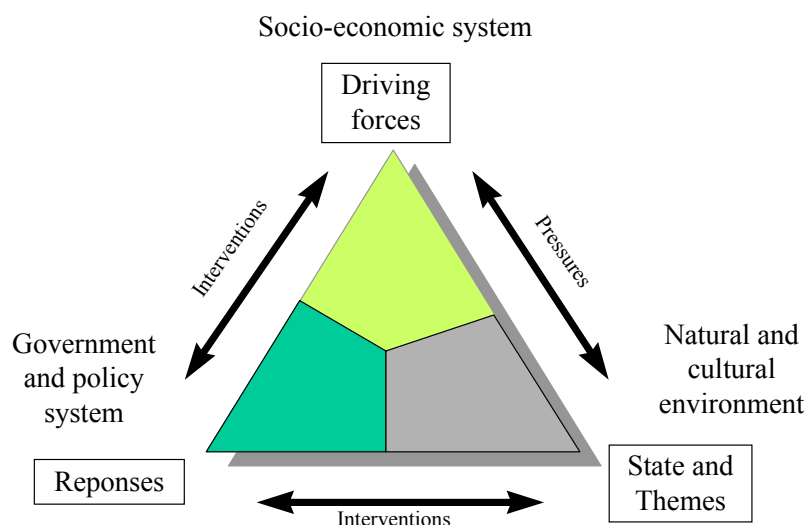 Socio-economic system
Driving
forces
Interventions
Pressures
Government
and policy
system
Natural and
cultural
environment
Reponses
State and
Themes
Interventions